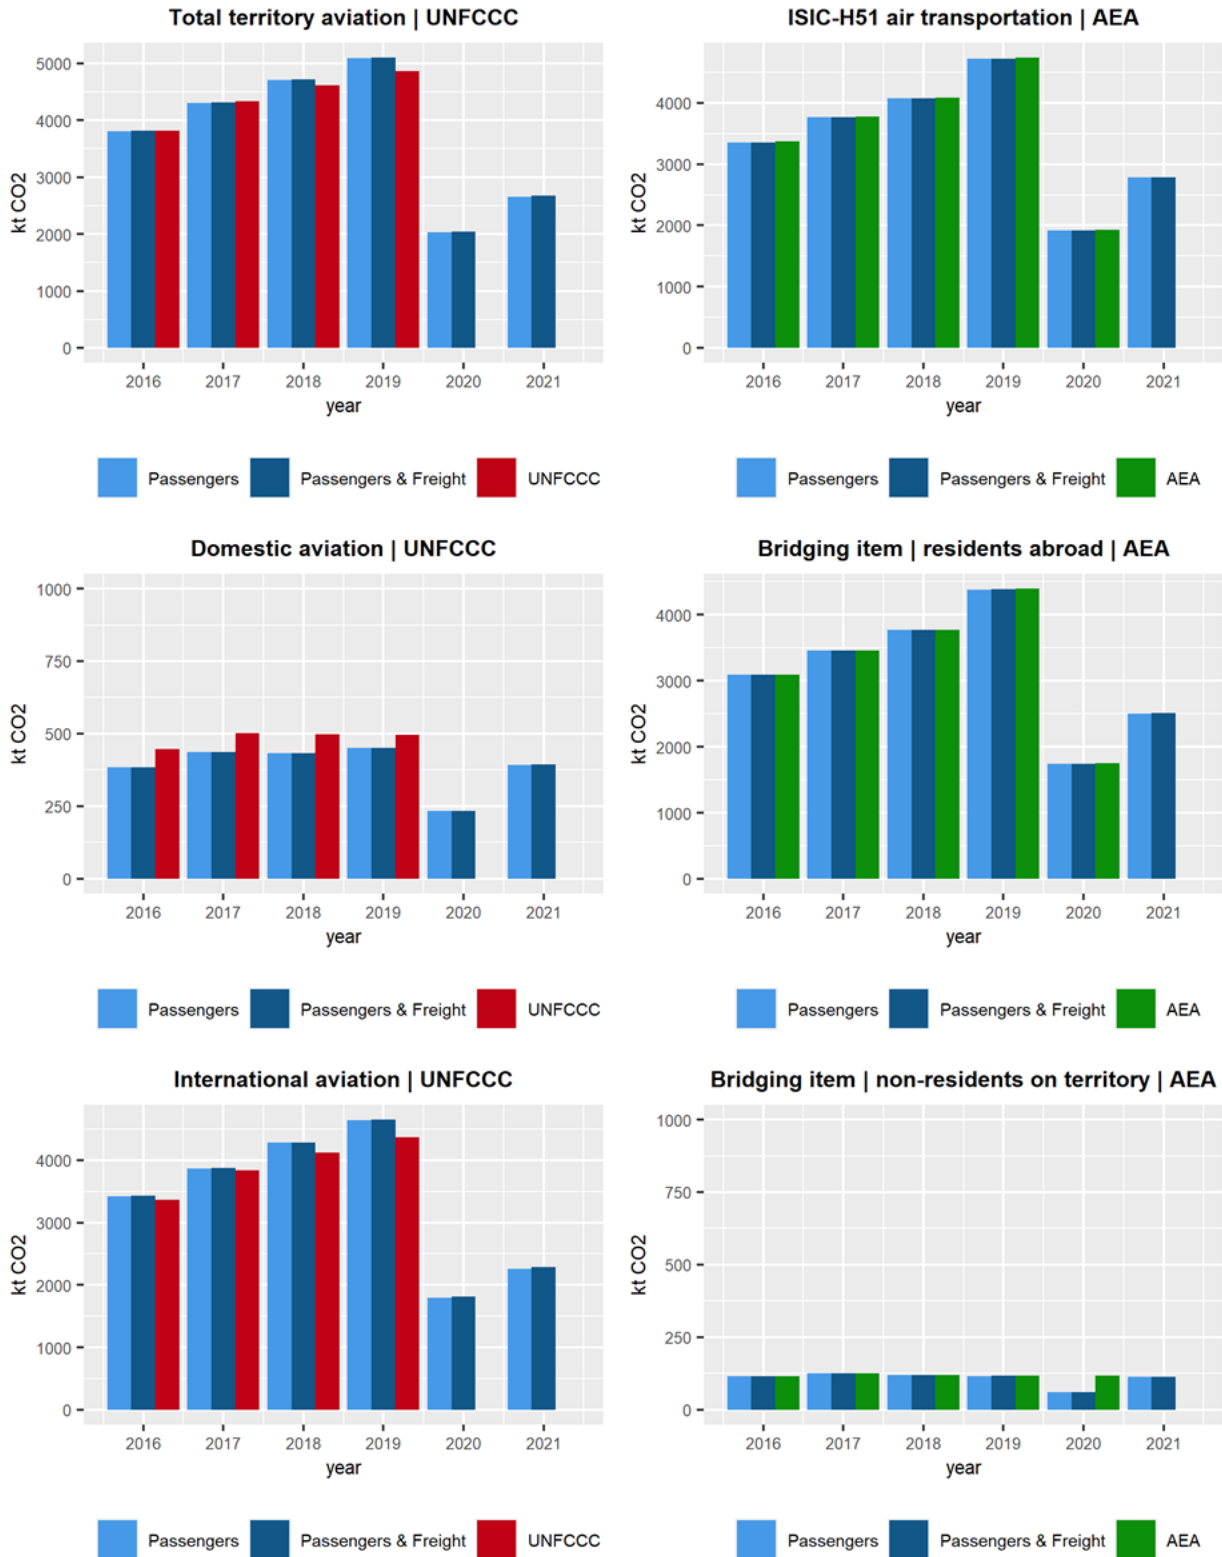 Total territory aviation | UNFCCC
kt CO2
5000
4000
3000
2000
1000
0
2016 2017 2018 2019 2020 2021
year
Passengers Passengers & Freight UNFCCC
ISIC-H51 air transportation | AEA
kt CO2
4000
3000
2000
1000
0
2016 2017 2018 2019 2020 2021
year
Passengers Passengers & Freight AEA
Domestic aviation | UNFCCC
kt CO2
1000
750
500
250
0
2016 2017 2018 2019 2020 2021
year
Passengers Passengers & Freight UNFCCC
Bridging item | residents abroad | AEA
kt CO2
4000
3000
2000
1000
0
2016 2017 2018 2019 2020 2021
year
Passengers Passengers & Freight AEA
International aviation | UNFCCC
kt CO2
4000
3000
2000
1000
0
2016 2017 2018 2019 2020 2021
year
Passengers Passengers & Freight UNFCCC
Bridging item | non-residents on territory | AEA
kt CO2
1000
750
500
250
0
2016 2017 2018 2019 2020 2021
year
Passengers Passengers & Freight AEA